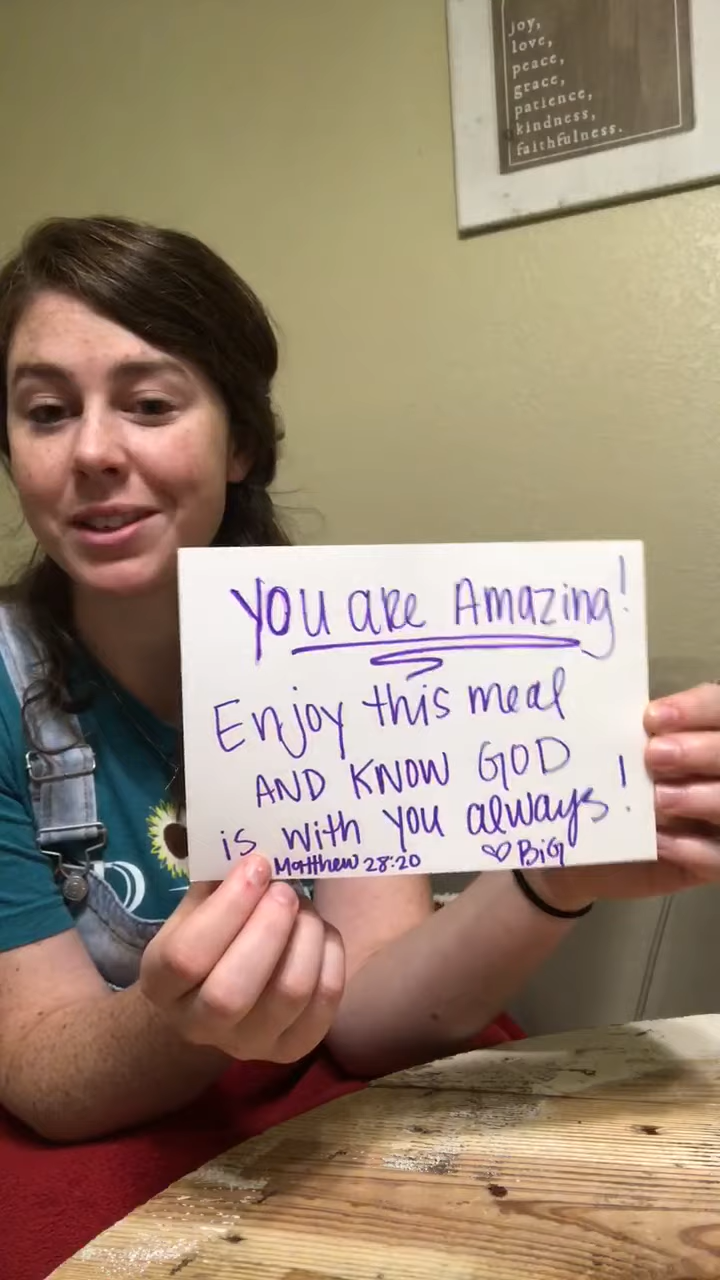 joy,
love,
peace,
grace,
patience,
kindness,
faithfulness.
YOU aRe Amazing!
Enjoy this meal
AND KNOW GOD
is with you always!
Matthew 28:20 ♡ BiG